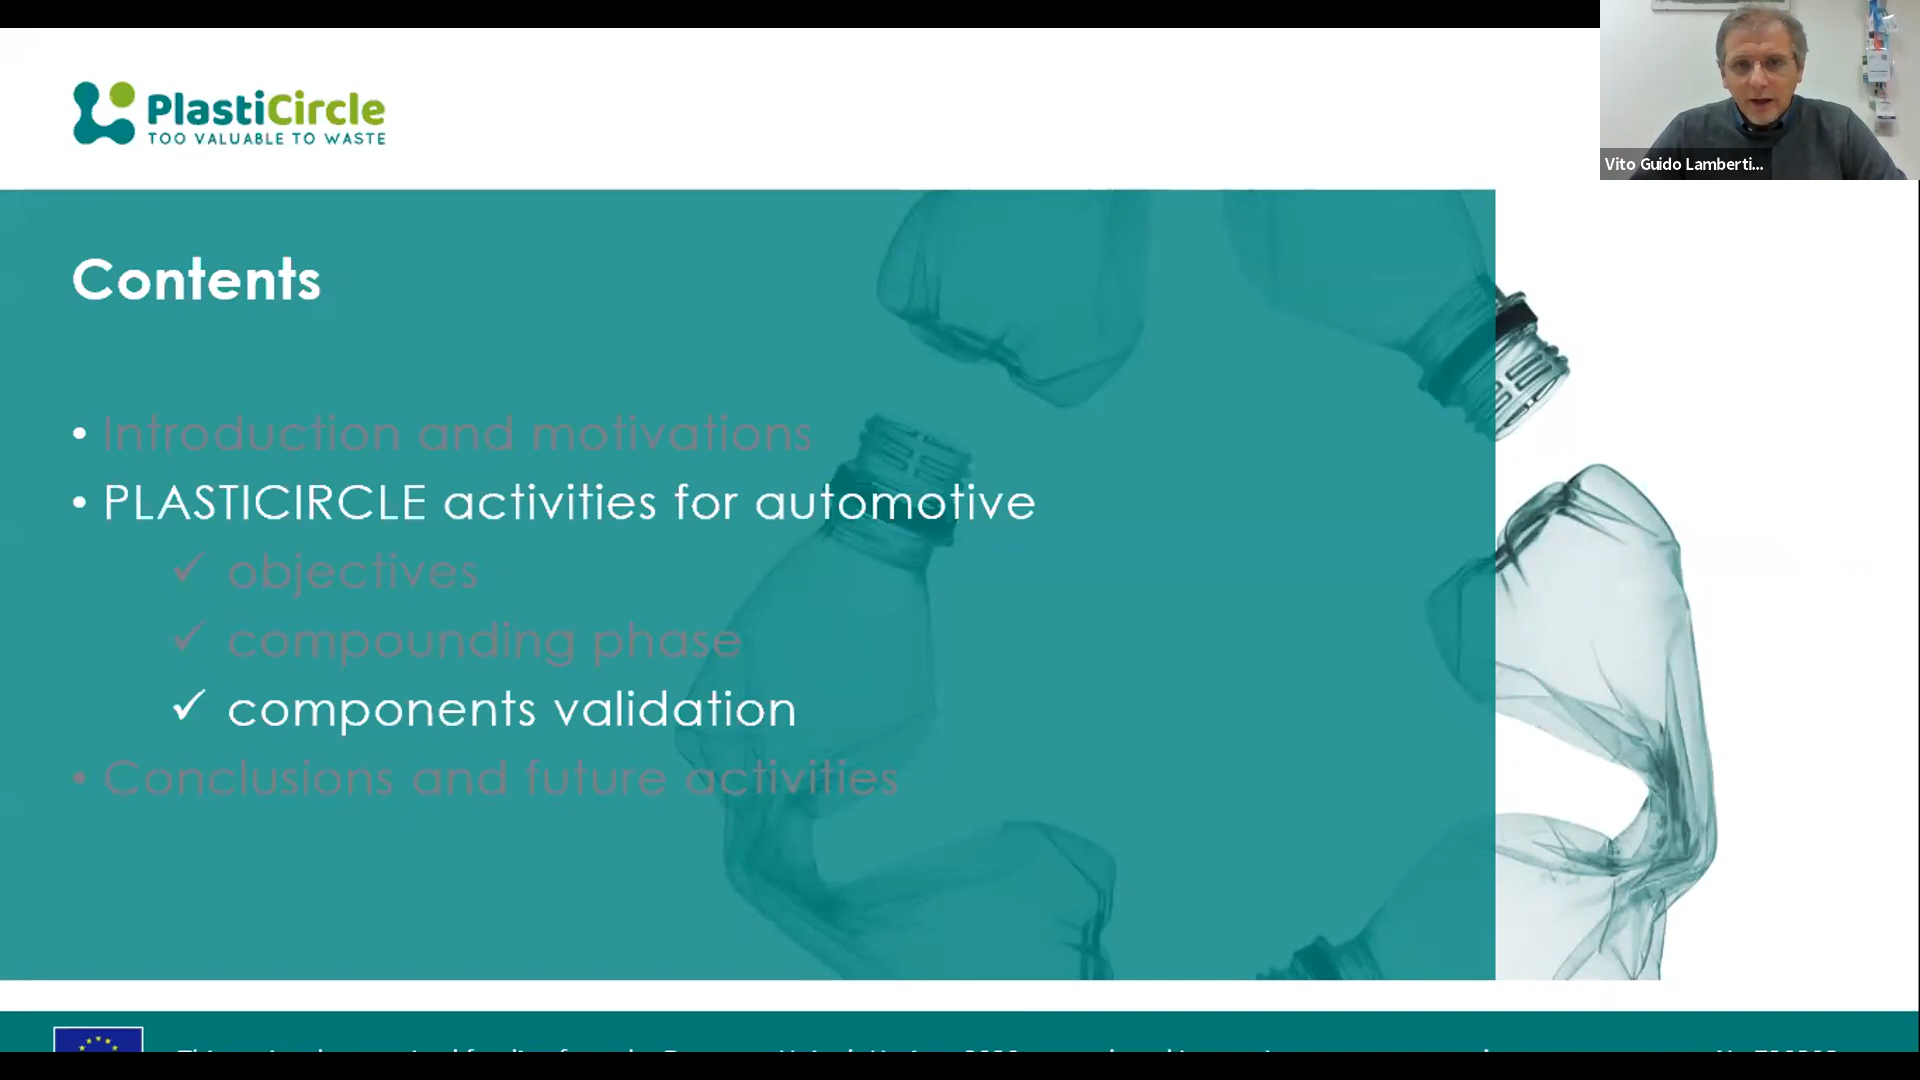 PlastiCircle
TOO VALUABLE TO WASTE
Vito Guido Lamberti...
Contents
• Introduction and motivations
• PLASTICIRCLE activities for automotive
✓ objectives
✓ compounding phase
✓ components validation
• Conclusions and future activities